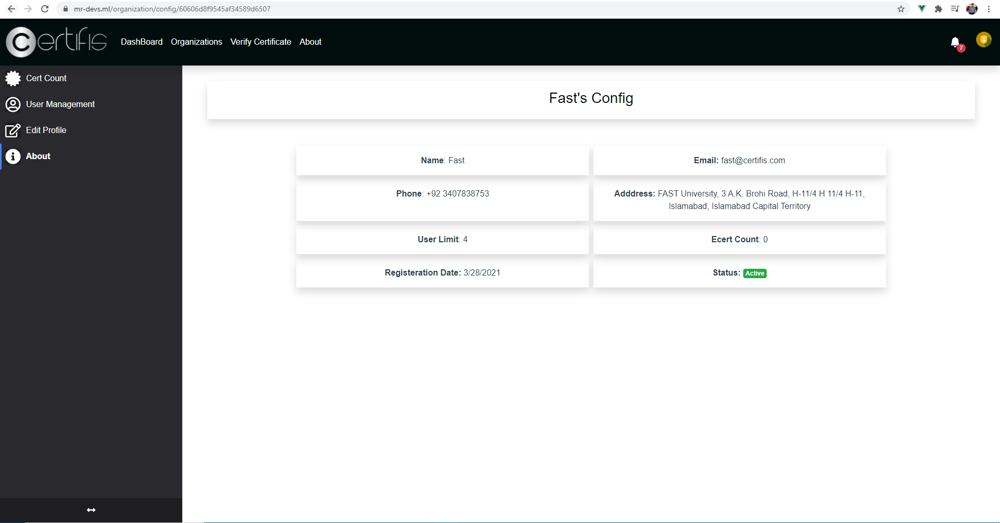 mr-devs.ml/organization/config/60606d8f9545af34589d6507
certifis
DashBoard Organizations Verify Certificate About
7
Cert Count
User Management
Edit Profile
About
Fast's Config
Name: Fast
Email: fast@certifis.com
Phone: +92 3407838753
Adddress: FAST University, 3 A.K. Brohi Road, H-11/4 H 11/4 H-11,
Islamabad, Islamabad Capital Territory
User Limit: 4
Ecert Count: 0
Registeration Date: 3/28/2021
Status: Active